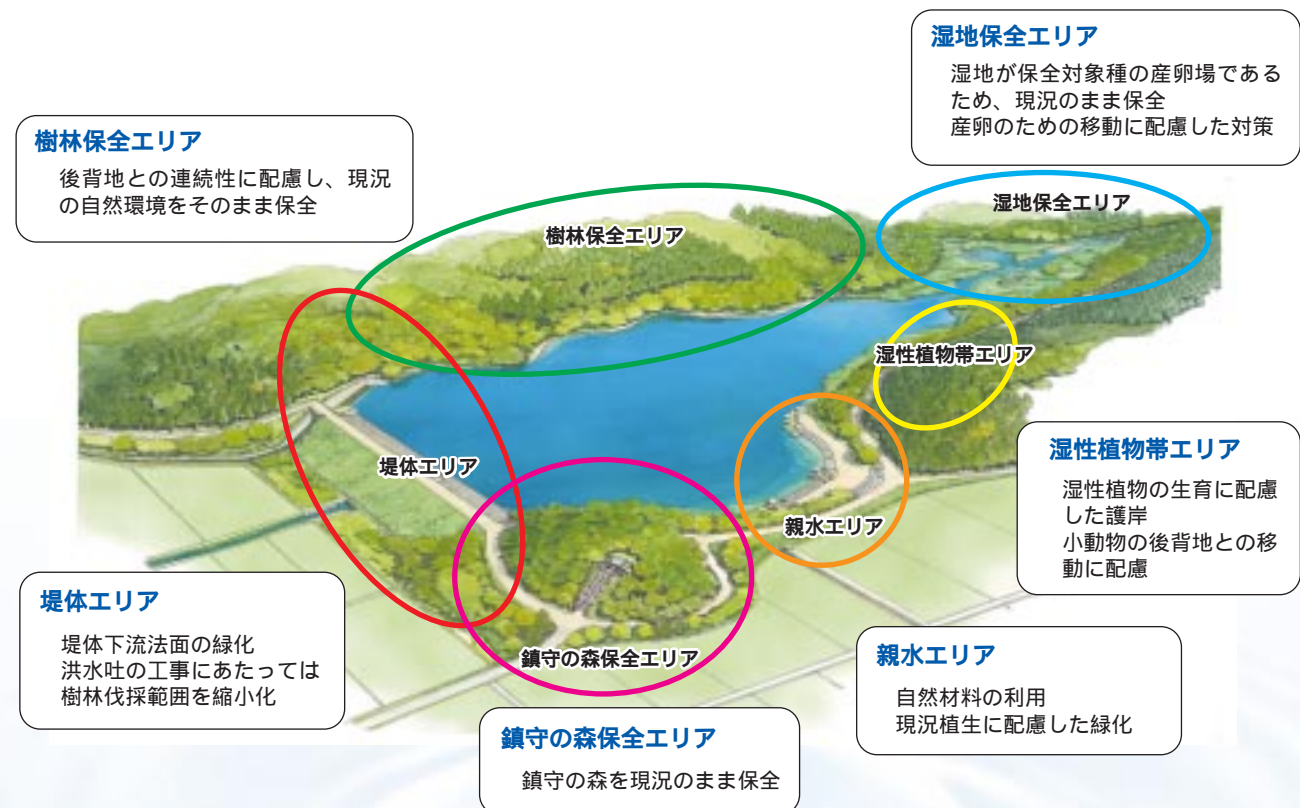 湿地保全エリア
湿地が保全対象種の産卵場である
ため、現況のまま保全
産卵のための移動に配慮した対策
樹林保全エリア
後背地との連続性に配慮し、現況
の自然環境をそのまま保全
湿地保全エリア
樹林保全エリア
湿性植物帯エリア
堤体エリア
親水エリア
鎮守の森保全エリア
湿性植物帯エリア
湿性植物の生育に配慮
した護岸
小動物の後背地との移
動に配慮
堤体エリア
堤体下流法面の緑化
洪水吐の工事にあたっては
樹林伐採範囲を縮小化
親水エリア
自然材料の利用
現況植生に配慮した緑化
鎮守の森保全エリア
鎮守の森を現況のまま保全